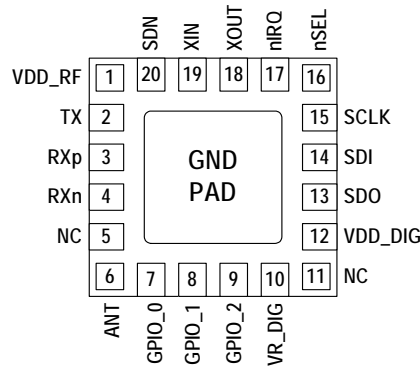 SDN XIN XOUT nIRQ nSEL
20 19 18 17 16
VDD_RF 1
TX 2 15 SCLK
RXp 3 GND 14 SDI
RXn 4 PAD 13 SDO
NC 5 12 VDD_DIG
6 7 8 9 10 11 NC
ANT GPIO_0 GPIO_1 GPIO_2 VR_DIG